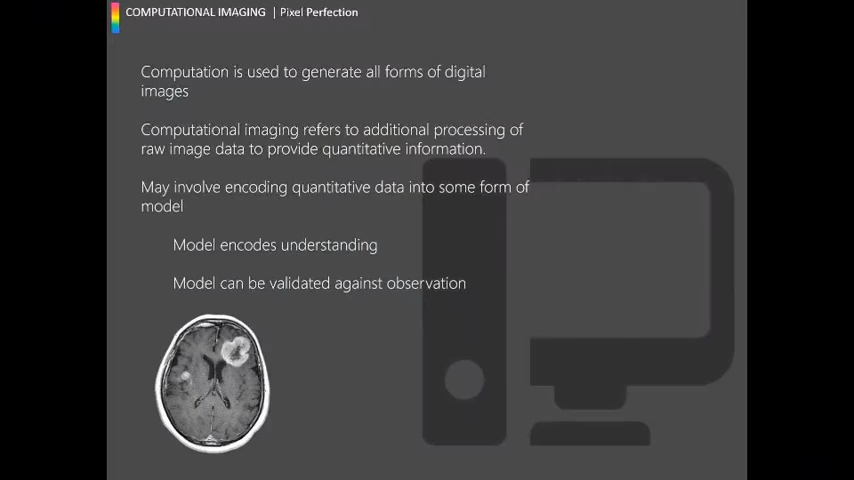 COMPUTATIONAL IMAGING | Pixel Perfection
Computation is used to generate all forms of digital
images
Computational imaging refers to additional processing of
raw image data to provide quantitative information.
May involve encoding quantitative data into some form of
model
Model encodes understanding
Model can be validated against observation